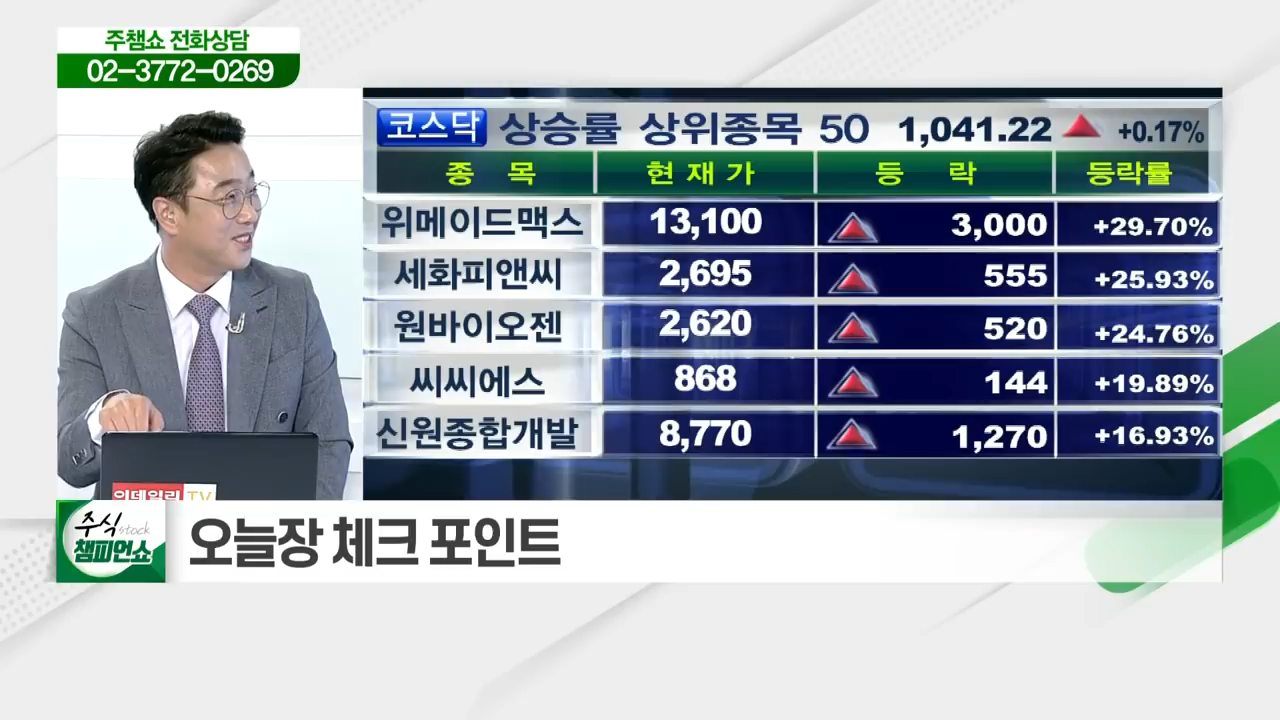 주챔쇼 전화상담
02-3772-0269
코스닥 상승률 상위종목 50 1,041.22 ▲ +0.17%
종 목 현 재 가 등 락 등락률
위메이드맥스 13,100 ▲ 3,000 +29.70%
세화피앤씨 2,695 ▲ 555 +25.93%
원바이오젠 2,620 ▲ 520 +24.76%
씨씨에스 868 ▲ 144 +19.89%
신원종합개발 8,770 ▲ 1,270 +16.93%
이데일리 TV
주식 stock
챔피언쇼
오늘장 체크 포인트